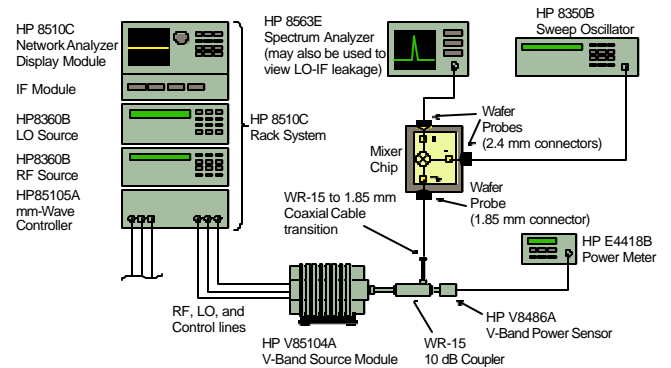 HP 8510C
Network Analyzer
Display Module
IF Module
HP8360B
LO Source
HP8360B
RF Source
HP85105A
mm-Wave
Controller
HP 8510C
Rack System
HP 8563E
Spectrum Analyzer
(may also be used to
view LO-IF leakage)
HP 8350B
Sweep Oscillator
Wafer
Probes
(2.4 mm connectors)
Mixer
Chip
WR-15 to 1.85 mm
Coaxial Cable
transition
Wafer
Probe
(1.85 mm connector)
HP E4418B
Power Meter
RF, LO, and
Control lines
HP V85104A
V-Band Source Module
WR-15
10 dB Coupler
HP V8486A
V-Band Power Sensor